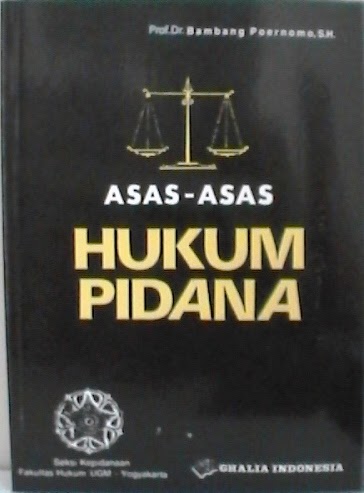 Prof.Dr. Bambang Poernomo, S.H.
ASAS-ASAS
HUKUM
PIDANA
Seksi Kepidanaan
Fakultas Hukum UGM - Yogyakarta
GHALIA INDONESIA